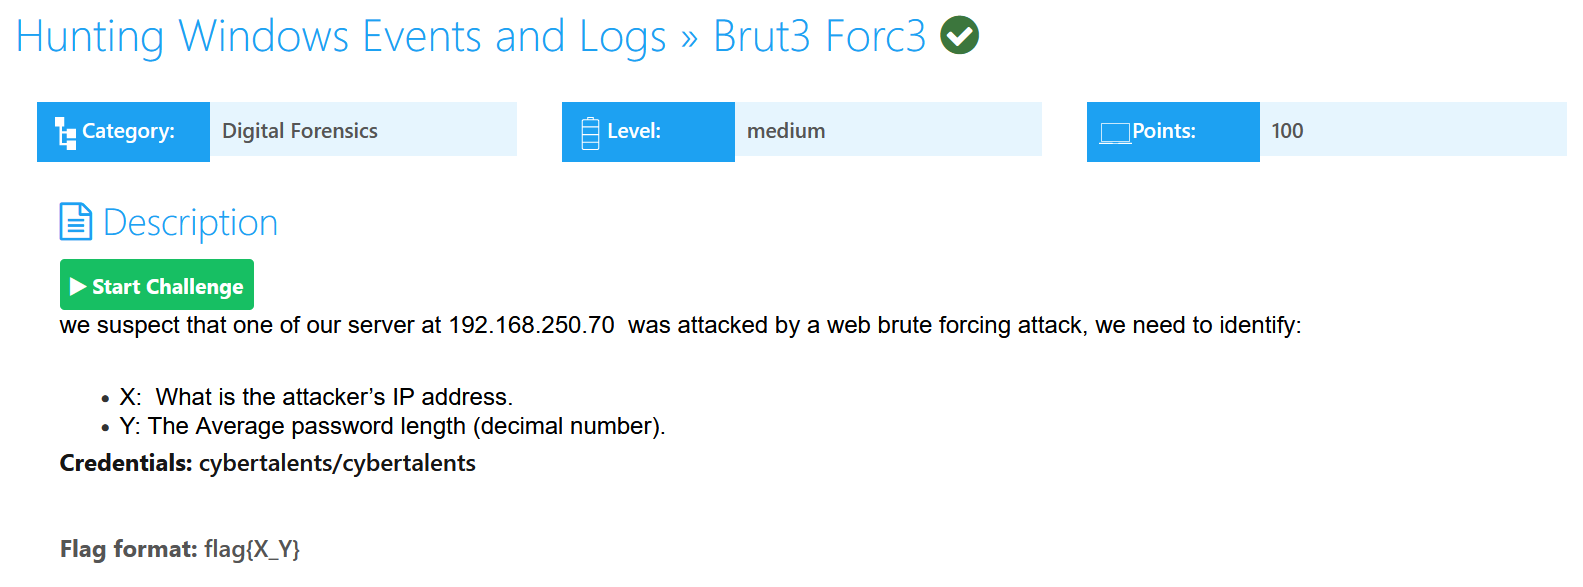 Hunting Windows Events and Logs » Brut3 Forc3
Category: Digital Forensics Level: medium Points: 100
Description
Start Challenge
we suspect that one of our server at 192.168.250.70 was attacked by a web brute forcing attack, we need to identify:
• X: What is the attacker’s IP address.
• Y: The Average password length (decimal number).
Credentials: cybertalents/cybertalents
Flag format: flag{X_Y}